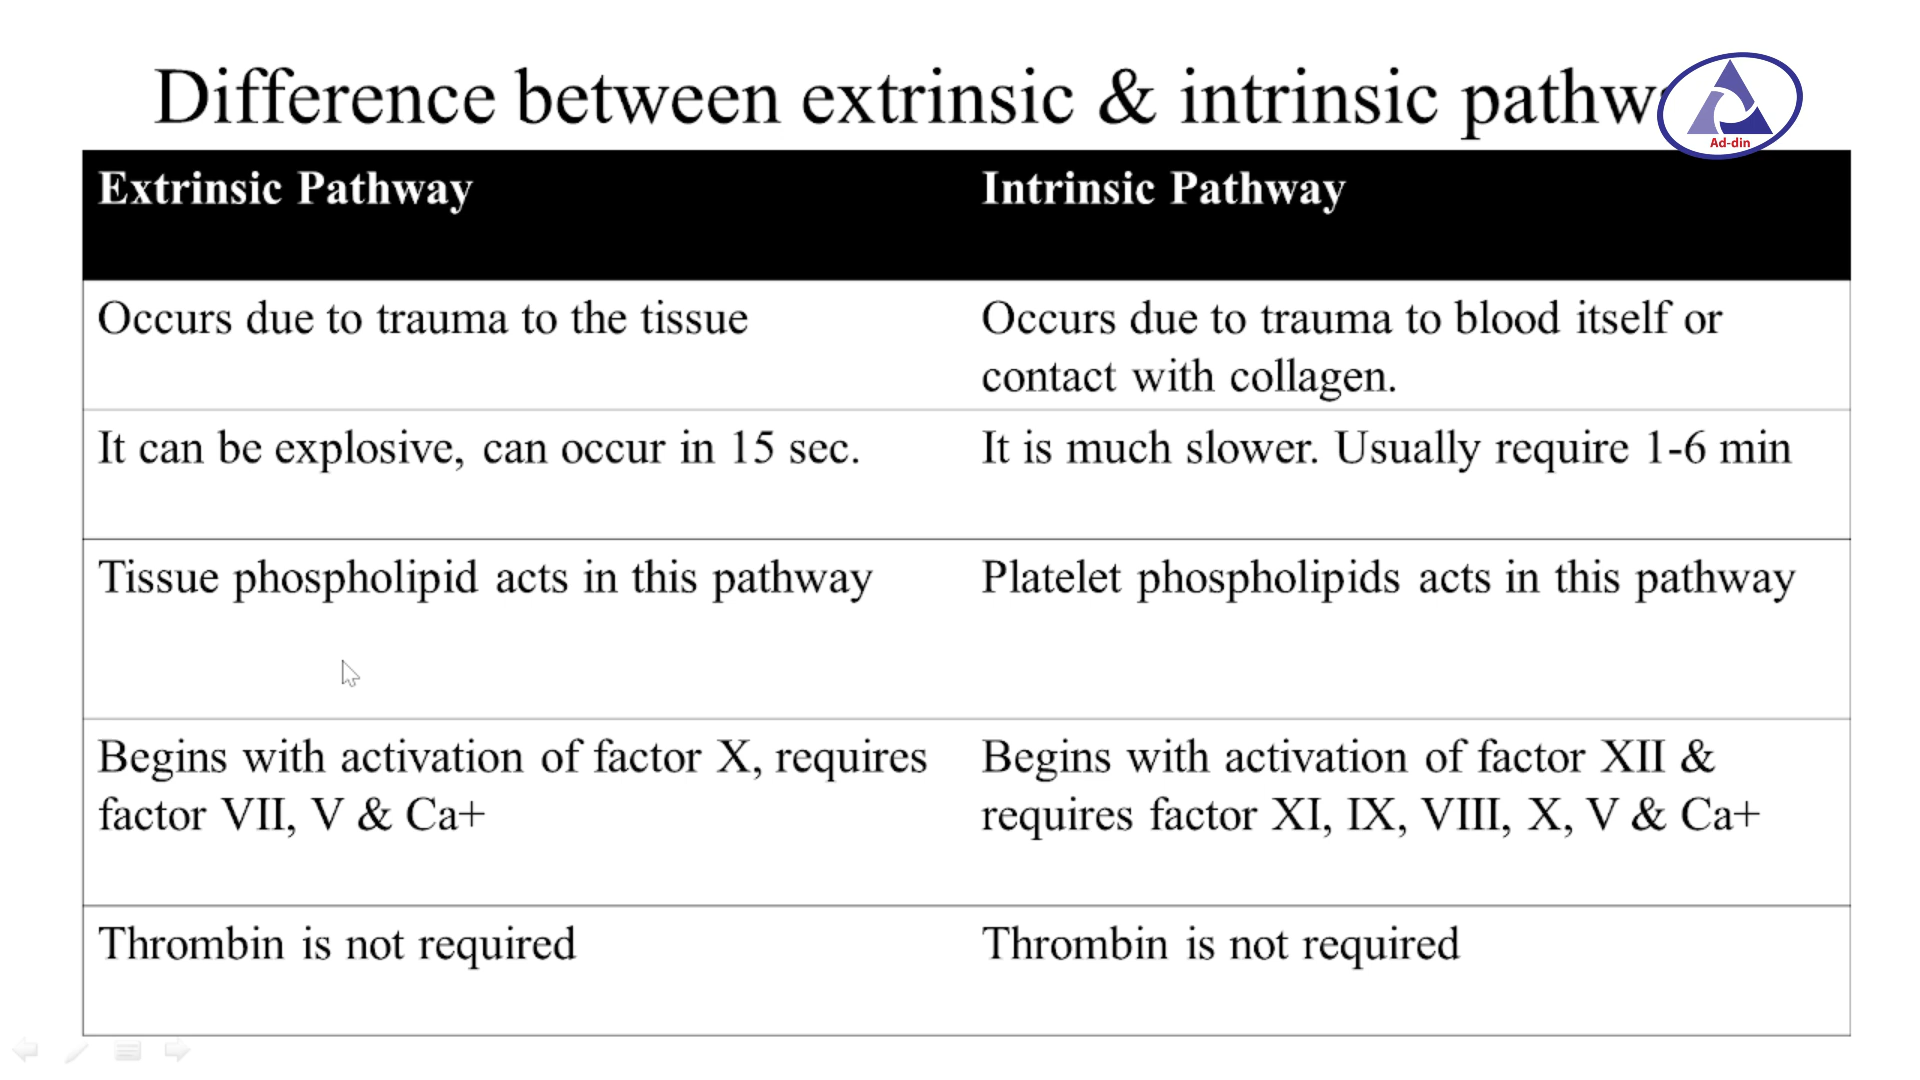 Difference between extrinsic & intrinsic
Ad-din
Extrinsic Pathway
Intrinsic Pathway
Occurs due to trauma to the tissue
Occurs due to trauma to blood itself or
contact with collagen.
It can be explosive, can occur in 15 sec.
It is much slower. Usually require 1-6 min
Tissue phospholipid acts in this pathway
Platelet phospholipids acts in this pathway
Begins with activation of factor X, requires
factor VII, V & Ca+
Begins with activation of factor XII &
requires factor XI, IX, VIII, X, V & Ca+
Thrombin is not required
Thrombin is not required